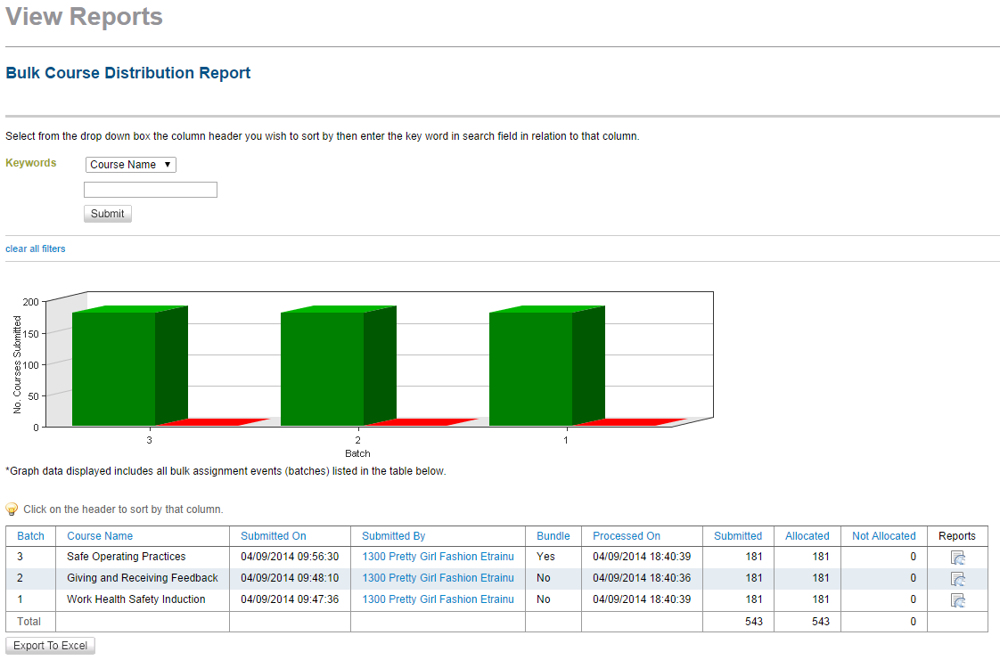 View Reports
Bulk Course Distribution Report
Select from the drop down box the column header you wish to sort by then enter the key word in search field in relation to that column.
Keywords Course Name ▼
Submit
clear all filters
No. Courses Submitted
200
150
100
50
0
3 2 1
Batch
*Graph data displayed includes all bulk assignment events (batches) listed in the table below.
Click on the header to sort by that column.
Batch Course Name Submitted On Submitted By Bundle Processed On Submitted Allocated Not Allocated Reports
3 Safe Operating Practices 04/09/2014 09:56:30 1300 Pretty Girl Fashion Etrainu Yes 04/09/2014 18:40:39 181 181 0
2 Giving and Receiving Feedback 04/09/2014 09:48:10 1300 Pretty Girl Fashion Etrainu No 04/09/2014 18:40:36 181 181 0
1 Work Health Safety Induction 04/09/2014 09:47:36 1300 Pretty Girl Fashion Etrainu No 04/09/2014 18:40:39 181 181 0
Total 543 543 0
Export To Excel